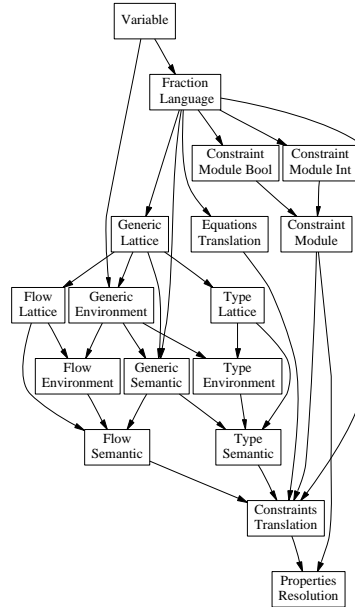 Variable
Fraction
Language
Constraint
Module Bool
Constraint
Module Int
Generic
Lattice
Equations
Translation
Constraint
Module
Flow
Lattice
Generic
Environment
Type
Lattice
Flow
Environment
Generic
Semantic
Type
Environment
Flow
Semantic
Type
Semantic
Constraints
Translation
Properties
Resolution